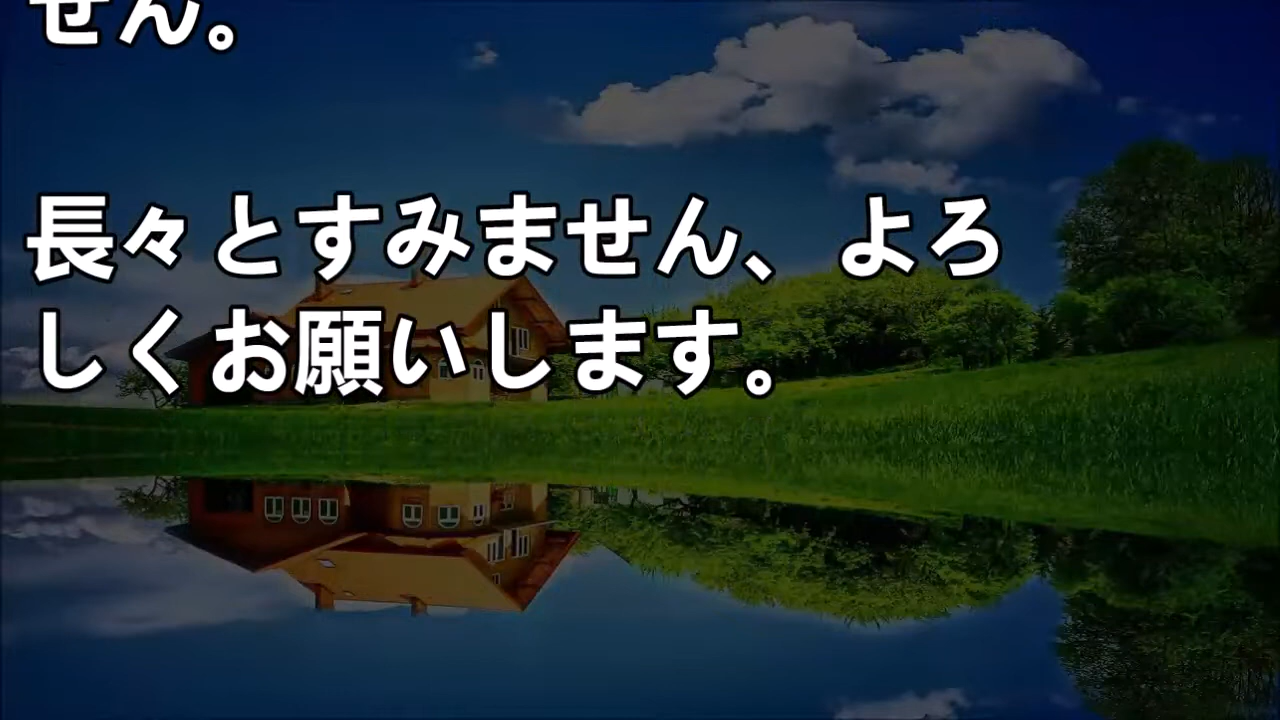 せん。
長々とすみません、よろ
しくお願いします。